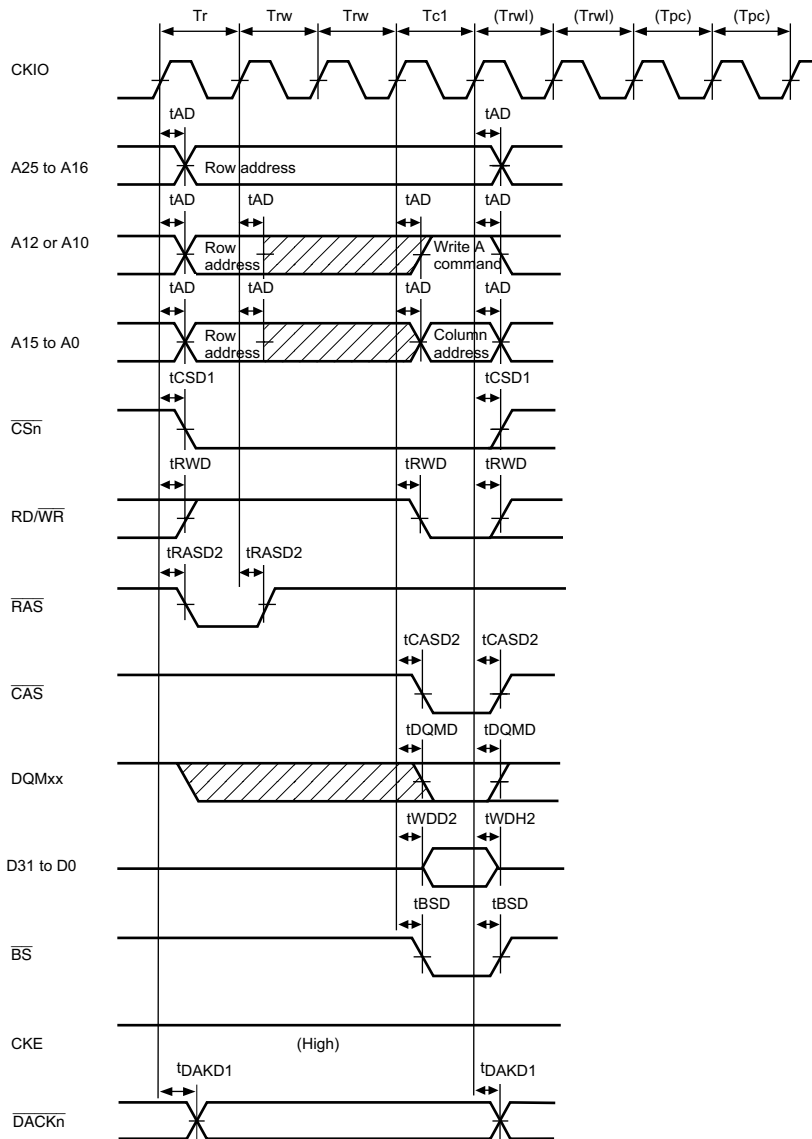 Tr Trw Trw Tc1 (Trwl) (Trwl) (Tpc) (Tpc)
CKIO
tAD tAD
A25 to A16 Row address
tAD tAD tAD tAD
A12 or A10 Row address Write A command
tAD tAD tAD tAD
A15 to A0 Row address Column address
tCSD1 tCSD1
CSn
tRWD tRWD tRWD
RD/WR
tRASD2 tRASD2
RAS
tCASD2 tCASD2
CAS
tDQMD tDQMD
DQMxx
tWDD2 tWDH2
D31 to D0
tBSD tBSD
BS
CKE (High)
tDAKD1 tDAKD1
DACKn